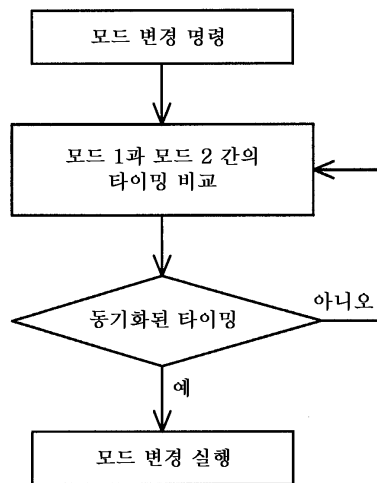 모드 변경 명령
모드 1과 모드 2 간의
타이밍 비교
동기화된 타이밍
아니오
예
모드 변경 실행